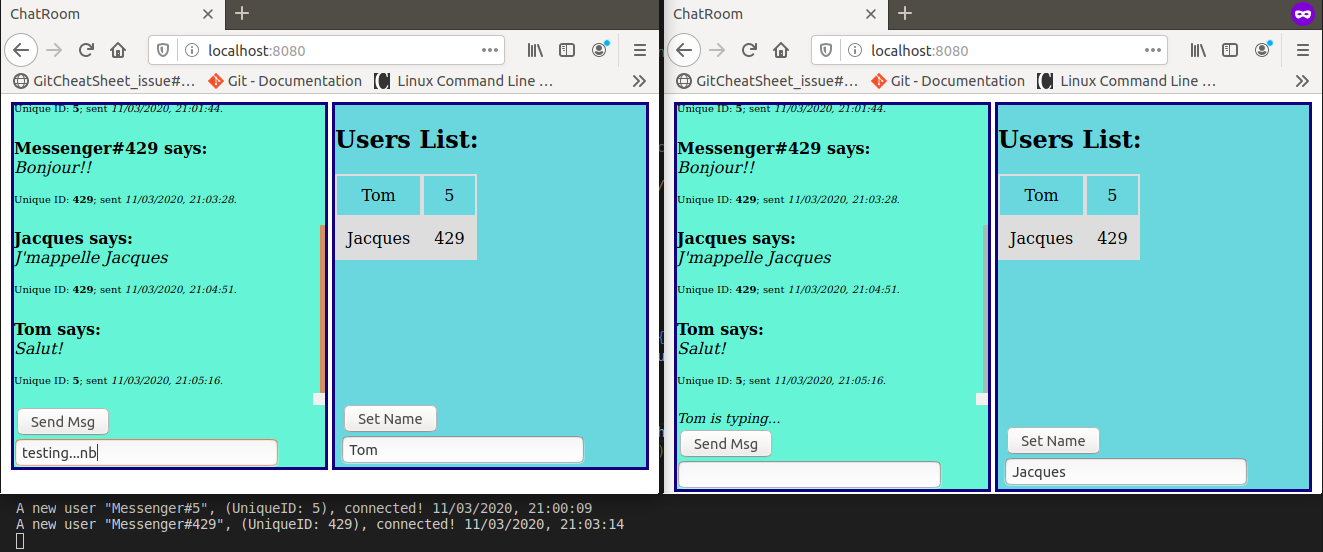 ChatRoom
localhost:8080
GitCheatSheet_issue#... Git - Documentation Linux Command Line ...
Unique ID: 5; sent 11/03/2020, 21:01:44.
Messenger#429 says:
Bonjour!!
Unique ID: 429; sent 11/03/2020, 21:03:28.
Jacques says:
J'mappelle Jacques
Unique ID: 429; sent 11/03/2020, 21:04:51.
Tom says:
Salut!
Unique ID: 5; sent 11/03/2020, 21:05:16.
Send Msg
testing...nb
Users List:
Tom 5
Jacques 429
Set Name
Tom
ChatRoom
localhost:8080
GitCheatSheet_issue#... Git - Documentation Linux Command Line ...
Unique ID: 5; sent 11/03/2020, 21:01:44.
Messenger#429 says:
Bonjour!!
Unique ID: 429; sent 11/03/2020, 21:03:28.
Jacques says:
J'mappelle Jacques
Unique ID: 429; sent 11/03/2020, 21:04:51.
Tom says:
Salut!
Unique ID: 5; sent 11/03/2020, 21:05:16.
Tom is typing...
Send Msg
Users List:
Tom 5
Jacques 429
Set Name
Jacques
A new user "Messenger#5", (UniqueID: 5), connected! 11/03/2020, 21:00:09
A new user "Messenger#429", (UniqueID: 429), connected! 11/03/2020, 21:03:14